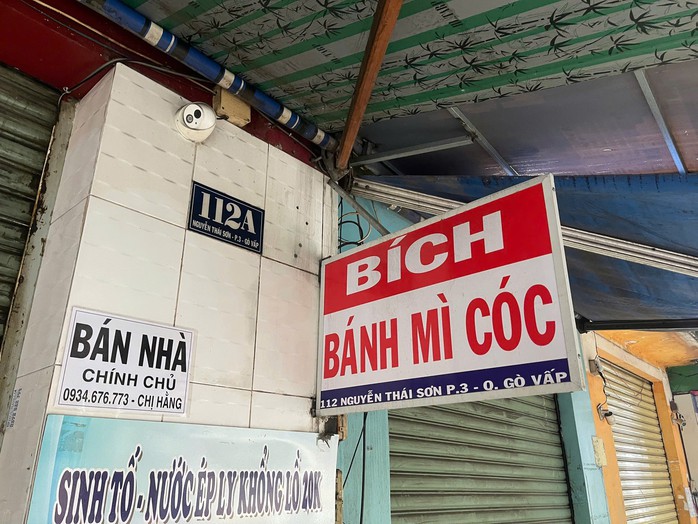 112A
NGUYỄN THÁI SƠN - P.3 - GÒ VẤP
BÍCH
BÁNH MÌ CÓC
112 NGUYỄN THÁI SƠN P.3 - Q. GÒ VẤP
BÁN NHÀ
CHÍNH CHỦ
0934.676.773 - CHỊ HẰNG
SINH TỐ - NƯỚC ÉP LY KHỔNG LỒ 20K